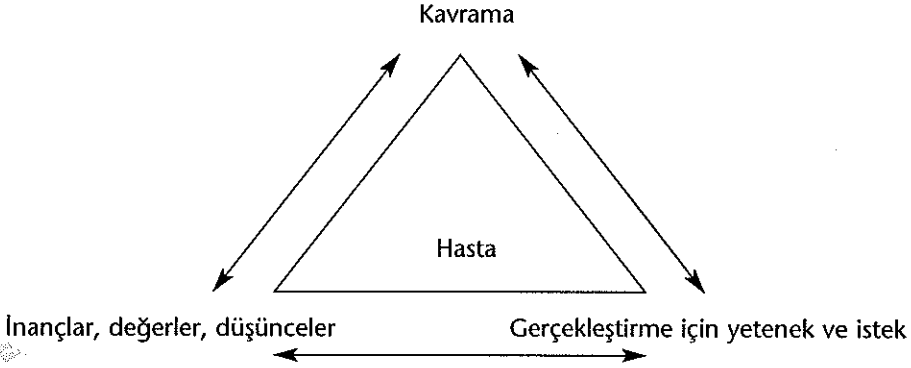 Kavrama
Hasta
İnançlar, değerler, düşünceler
Gerçekleştirme için yetenek ve istek